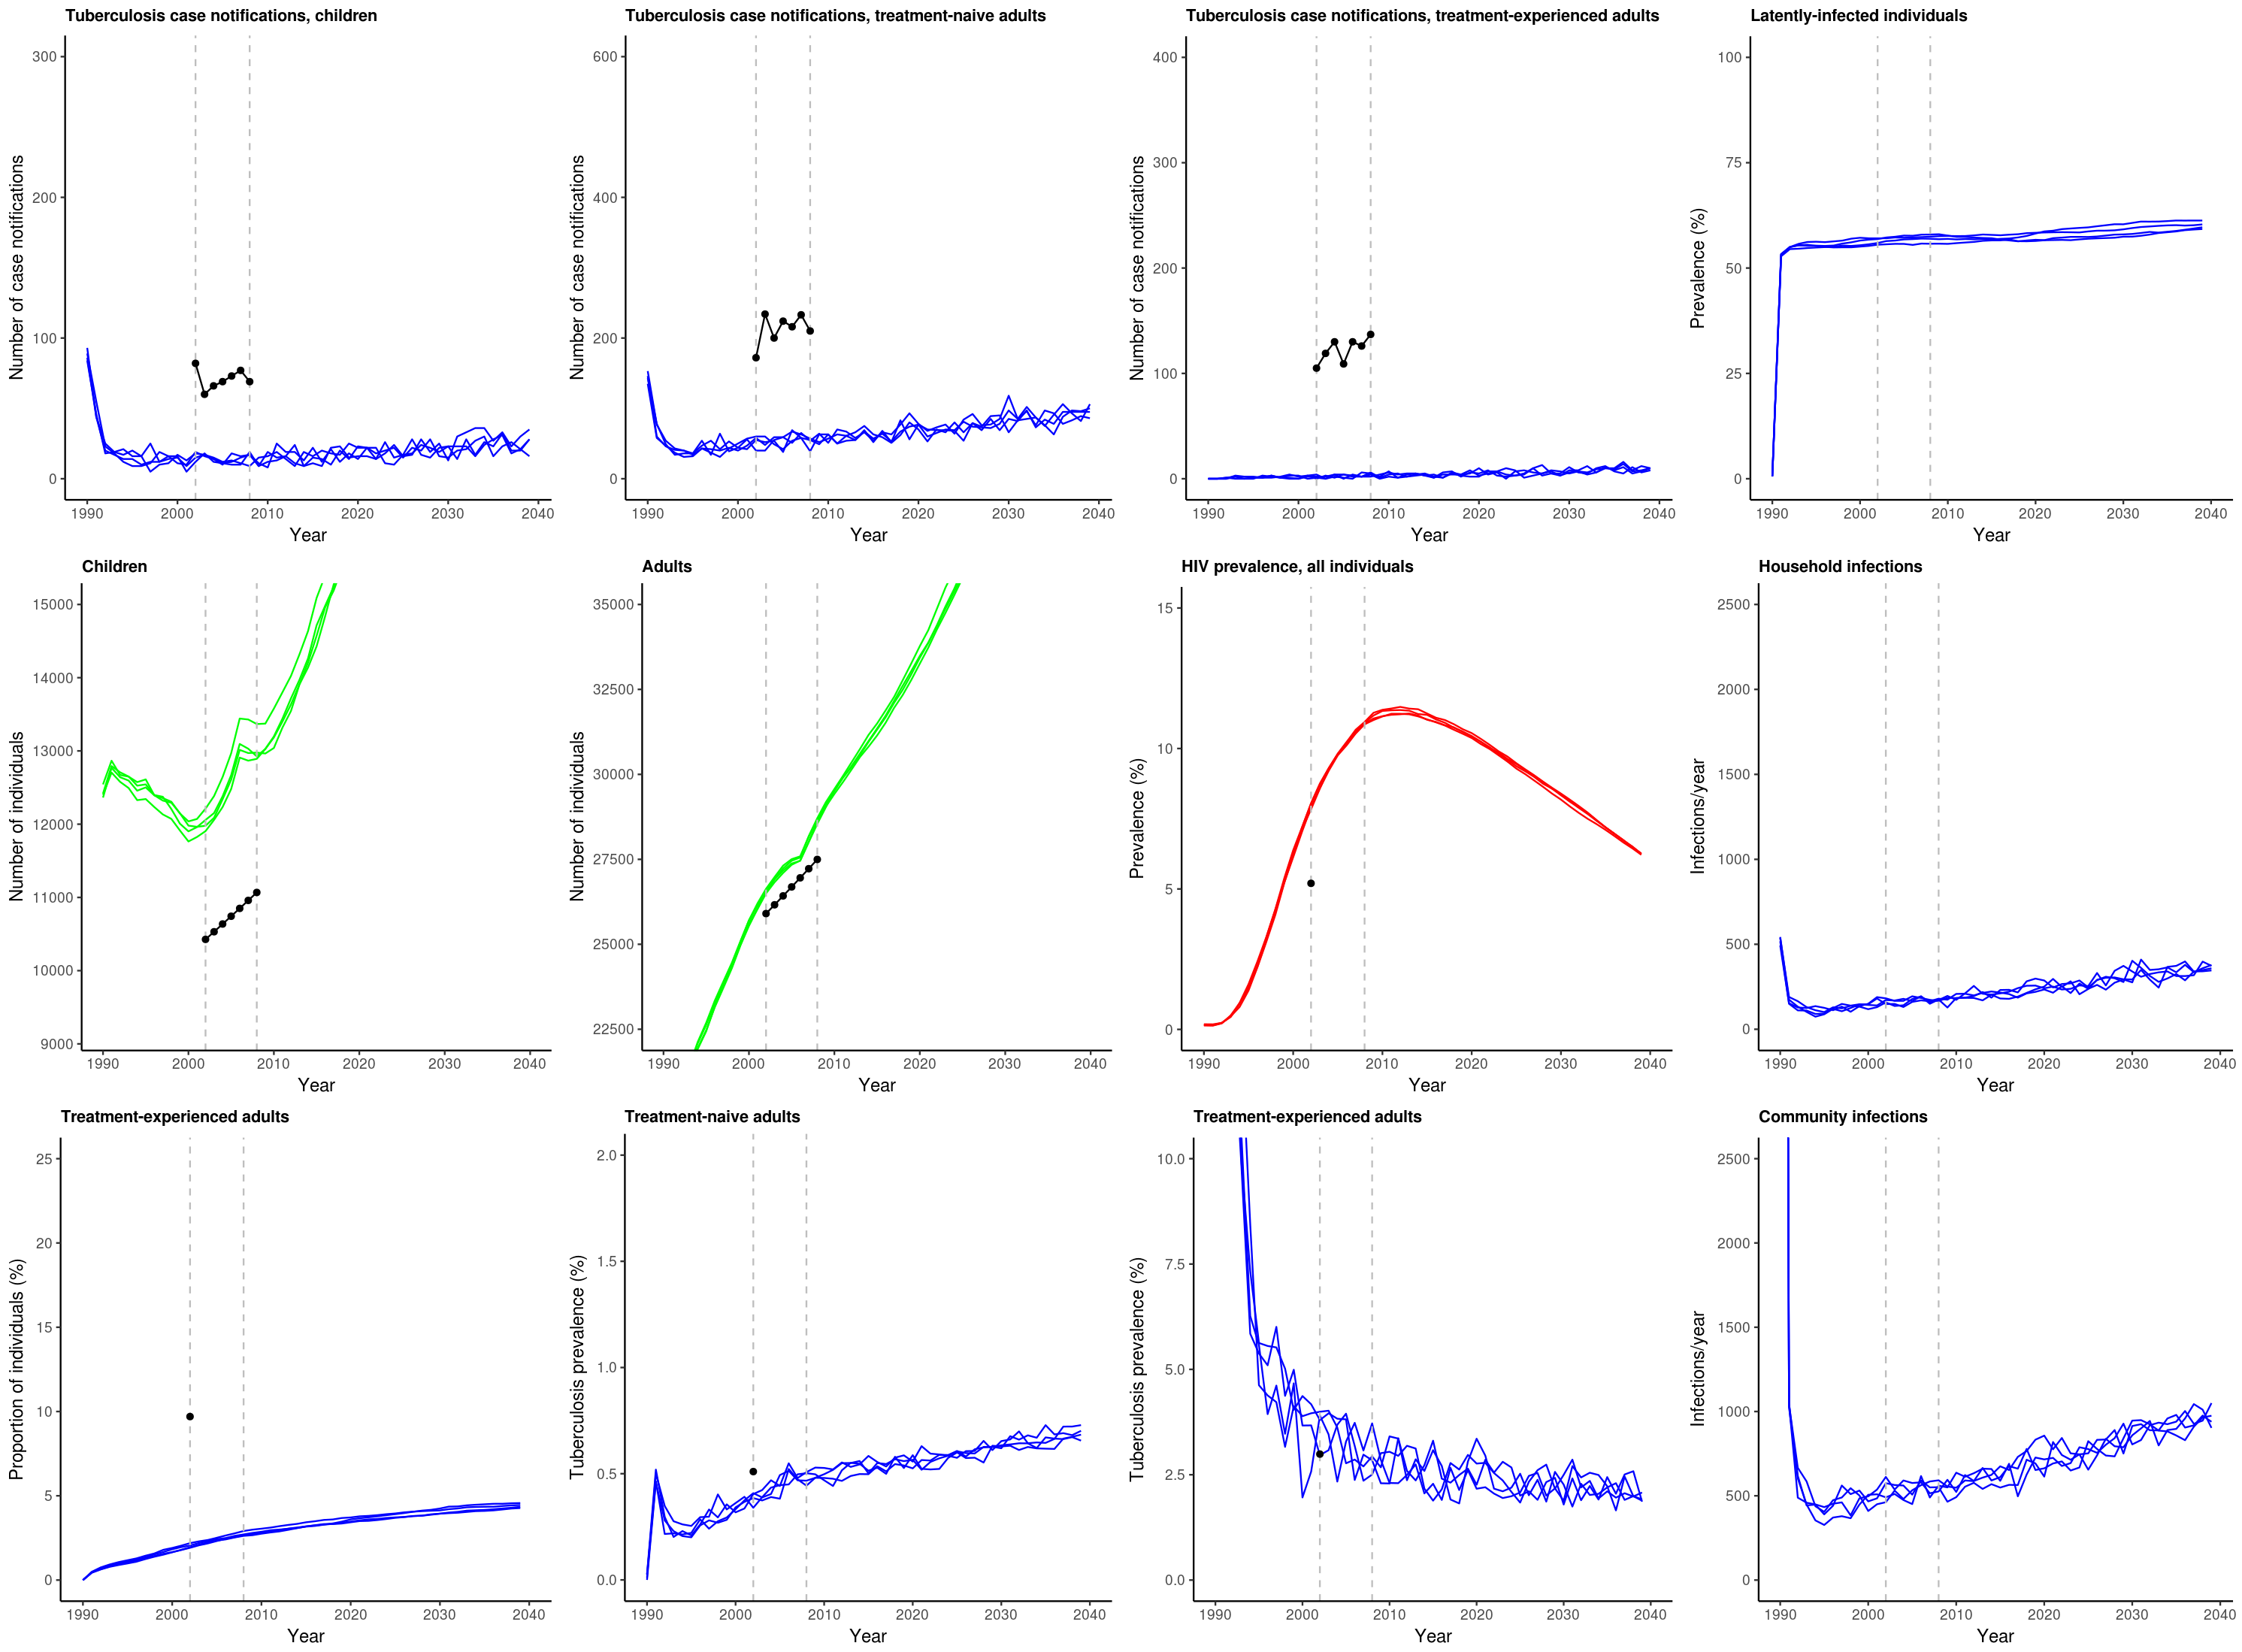 Tuberculosis case notifications, children
Tuberculosis case notifications, treatment-naive adults
Tuberculosis case notifications, treatment-experienced adults
Latently-infected individuals
Number of case notifications
300
200
100
0
1990 2000 2010 2020 2030 2040
Year
Number of case notifications
600
400
200
0
1990 2000 2010 2020 2030 2040
Year
Number of case notifications
400
300
200
100
0
1990 2000 2010 2020 2030 2040
Year
Prevalence (%)
100
75
50
25
0
1990 2000 2010 2020 2030 2040
Year
Children
Adults
HIV prevalence, all individuals
Household infections
Number of individuals
15000
14000
13000
12000
11000
10000
9000
1990 2000 2010 2020 2030 2040
Year
Number of individuals
35000
32500
30000
27500
25000
22500
1990 2000 2010 2020 2030 2040
Year
Prevalence (%)
15
10
5
0
1990 2000 2010 2020 2030 2040
Year
Infections/year
2500
2000
1500
1000
500
0
1990 2000 2010 2020 2030 2040
Year
Treatment-experienced adults
Treatment-naive adults
Treatment-experienced adults
Community infections
Proportion of individuals (%)
25
20
15
10
5
0
1990 2000 2010 2020 2030 2040
Year
Tuberculosis prevalence (%)
2.0
1.5
1.0
0.5
0.0
1990 2000 2010 2020 2030 2040
Year
Tuberculosis prevalence (%)
10.0
7.5
5.0
2.5
0.0
1990 2000 2010 2020 2030 2040
Year
Infections/year
2500
2000
1500
1000
500
0
1990 2000 2010 2020 2030 2040
Year